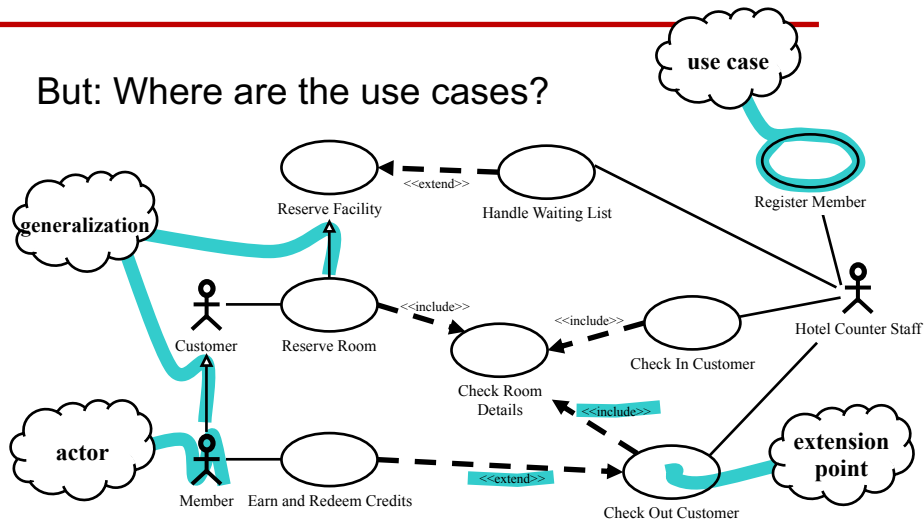 use case
But: Where are the use cases?
<<extend>>
Reserve Facility
Handle Waiting List
Register Member
generalization
<<include>>
<<include>>
Customer
Reserve Room
Check In Customer
Hotel Counter Staff
Check Room
Details
<<include>>
actor
extension
point
<<extend>>
Member
Earn and Redeem Credits
Check Out Customer